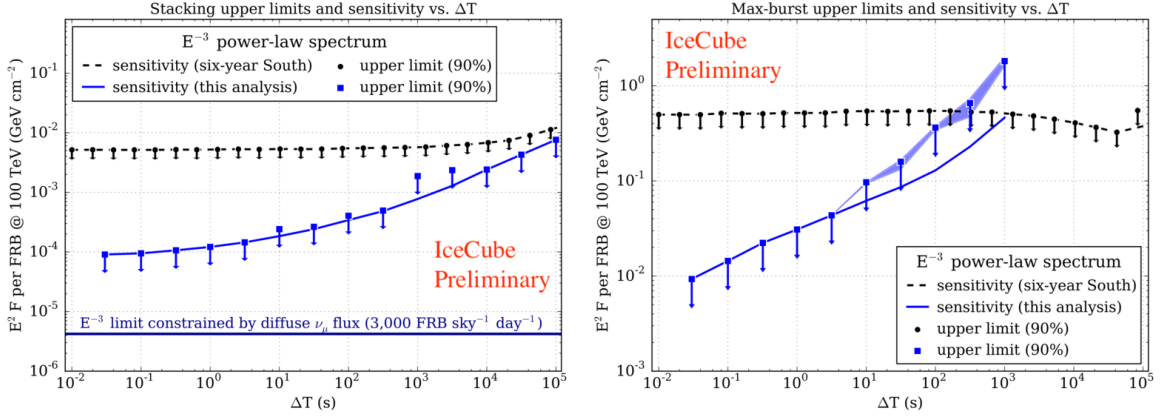 Stacking upper limits and sensitivity vs. ΔT
E⁻³ power-law spectrum
sensitivity (six-year South)
upper limit (90%)
sensitivity (this analysis)
upper limit (90%)
IceCube
Preliminary
E⁻³ limit constrained by diffuse νμ flux (3,000 FRB sky⁻¹ day⁻¹)
E² F per FRB @ 100 TeV (GeV cm⁻²)
10⁻¹
10⁻²
10⁻³
10⁻⁴
10⁻⁵
10⁻⁶
10⁻² 10⁻¹ 10⁰ 10¹ 10² 10³ 10⁴ 10⁵
ΔT (s)
Max-burst upper limits and sensitivity vs. ΔT
IceCube
Preliminary
E⁻³ power-law spectrum
sensitivity (six-year South)
sensitivity (this analysis)
upper limit (90%)
upper limit (90%)
E² F per FRB @ 100 TeV (GeV cm⁻²)
10⁰
10⁻¹
10⁻²
10⁻³
10⁻² 10⁻¹ 10⁰ 10¹ 10² 10³ 10⁴ 10⁵
ΔT (s)